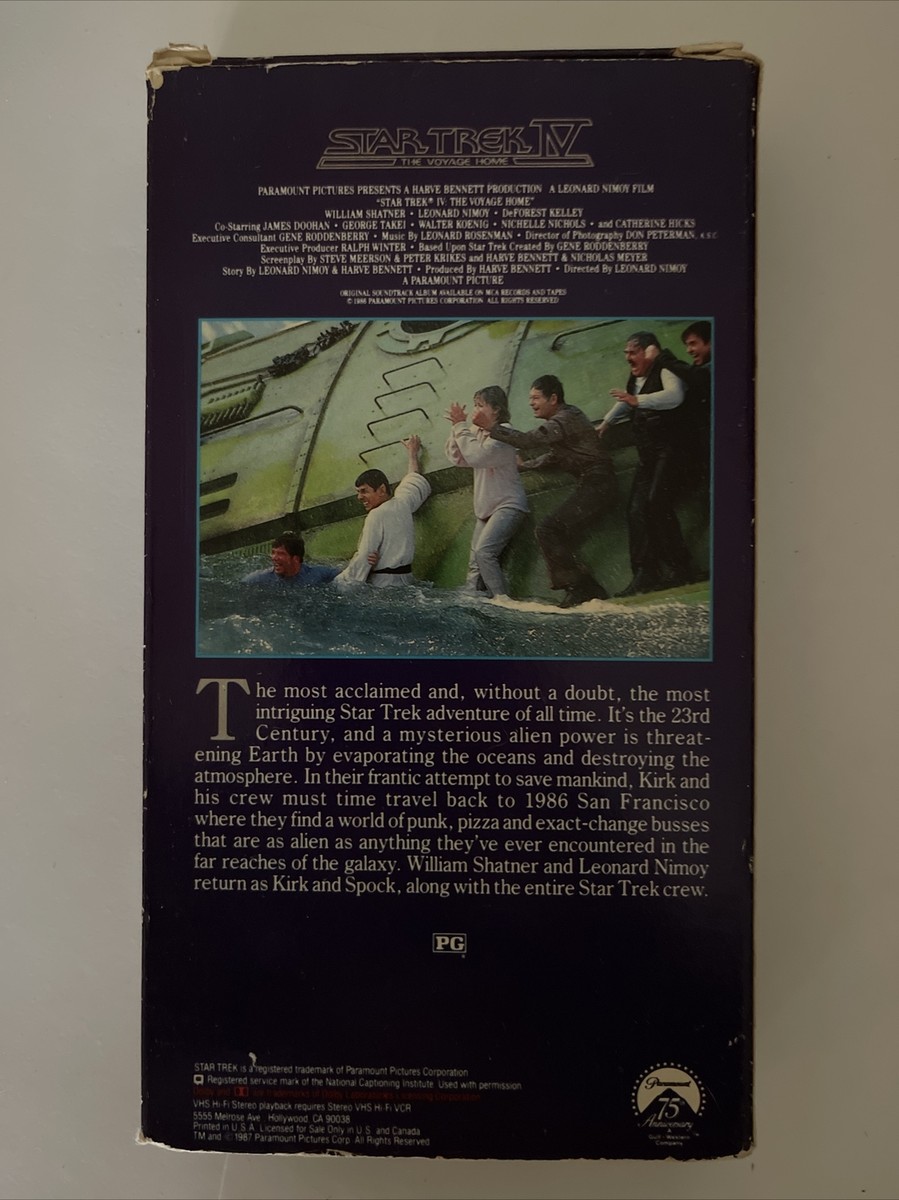 STAR TREK IV
THE VOYAGE HOME
PARAMOUNT PICTURES PRESENTS A HARVE BENNETT PRODUCTION A LEONARD NIMOY FILM
"STAR TREK® IV: THE VOYAGE HOME"
WILLIAM SHATNER • LEONARD NIMOY • DeFOREST KELLEY
Co-Starring JAMES DOOHAN • GEORGE TAKEI • WALTER KOENIG • NICHELLE NICHOLS • and CATHERINE HICKS
Executive Consultant GENE RODDENBERRY • Music By LEONARD ROSENMAN • Director of Photography DON PETERMAN, A.S.C.
Executive Producer RALPH WINTER • Based Upon Star Trek Created By GENE RODDENBERRY
Screenplay By STEVE MEERSON & PETER KRIKES and HARVE BENNETT & NICHOLAS MEYER
Story By LEONARD NIMOY & HARVE BENNETT • Produced By HARVE BENNETT • Directed By LEONARD NIMOY
A PARAMOUNT PICTURE
ORIGINAL SOUNDTRACK ALBUM AVAILABLE ON MCA RECORDS AND TAPES
© 1986 PARAMOUNT PICTURES CORPORATION ALL RIGHTS RESERVED
The most acclaimed and, without a doubt, the most
intriguing Star Trek adventure of all time. It's the 23rd
Century, and a mysterious alien power is threat-
ening Earth by evaporating the oceans and destroying the
atmosphere. In their frantic attempt to save mankind, Kirk and
his crew must time travel back to 1986 San Francisco
where they find a world of punk, pizza and exact-change busses
that are as alien as anything they've ever encountered in the
far reaches of the galaxy. William Shatner and Leonard Nimoy
return as Kirk and Spock, along with the entire Star Trek crew.
PG
STAR TREK is a registered trademark of Paramount Pictures Corporation
Registered service mark of the National Captioning Institute. Used with permission.
Dolby and are trademarks of Dolby Laboratories Licensing Corporation
VHS Hi-Fi Stereo playback requires Stereo VHS Hi-Fi VCR
5555 Melrose Ave Hollywood, CA 90038
Printed in U.S.A. Licensed for Sale Only in U.S. and Canada
TM and © 1987 Paramount Pictures Corp. All Rights Reserved
Paramount
75th
Anniversary
A
Gulf+Western
Company